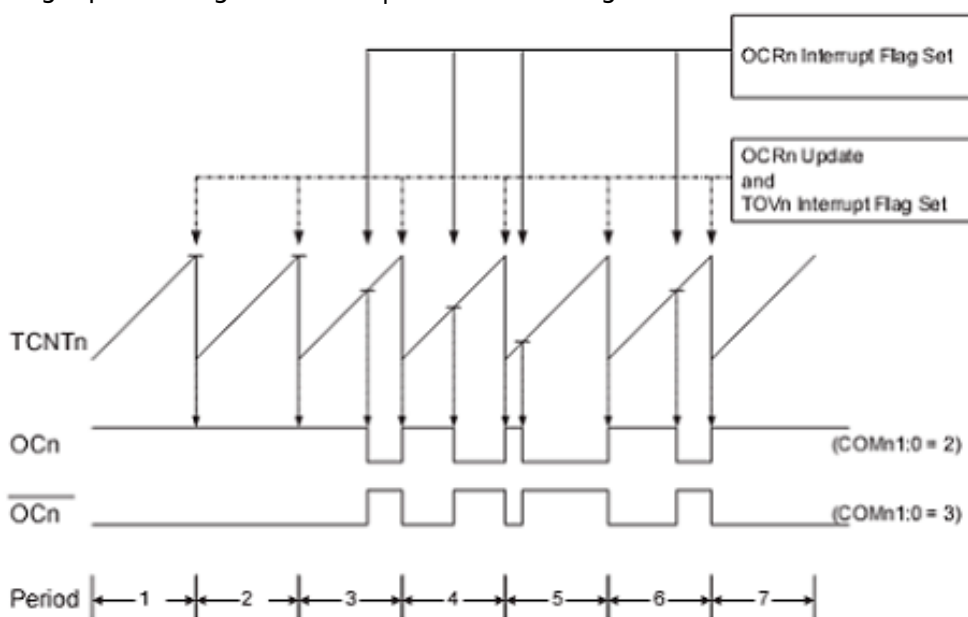 OCRn Interrupt Flag Set
OCRn Update
and
TOVn Interrupt Flag Set
TCNTn
OCn
(COMn1:0 = 2)
OCn
(COMn1:0 = 3)
Period
1
2
3
4
5
6
7